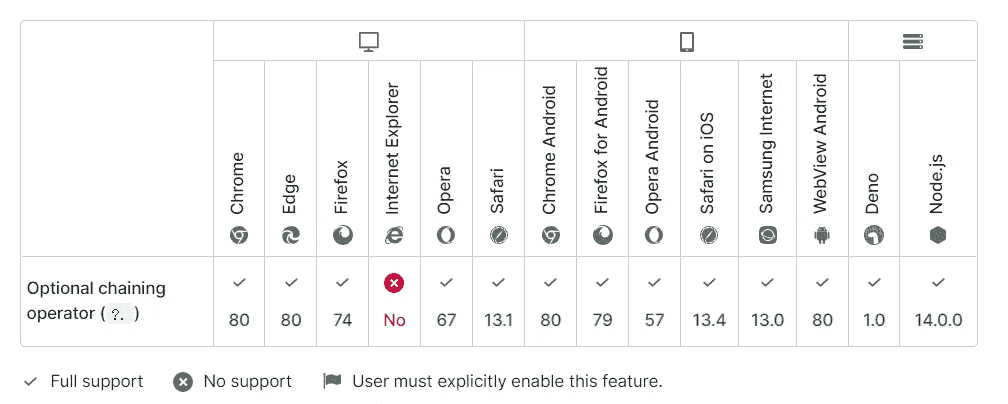 Chrome
Edge
Firefox
Internet Explorer
Opera
Safari
Chrome Android
Firefox for Android
Opera Android
Safari on iOS
Samsung Internet
WebView Android
Deno
Node.js
Optional chaining
operator (?.)
80 80 74 No 67 13.1 80 79 57 13.4 13.0 80 1.0 14.0.0
Full support No support User must explicitly enable this feature.